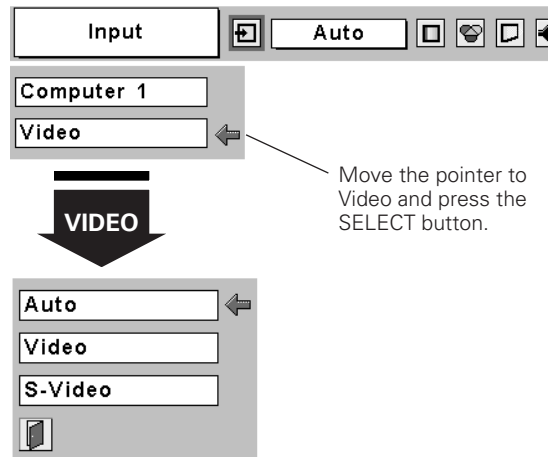 Input
Auto
Computer 1
Video
Move the pointer to
Video and press the
SELECT button.
VIDEO
Auto
Video
S-Video